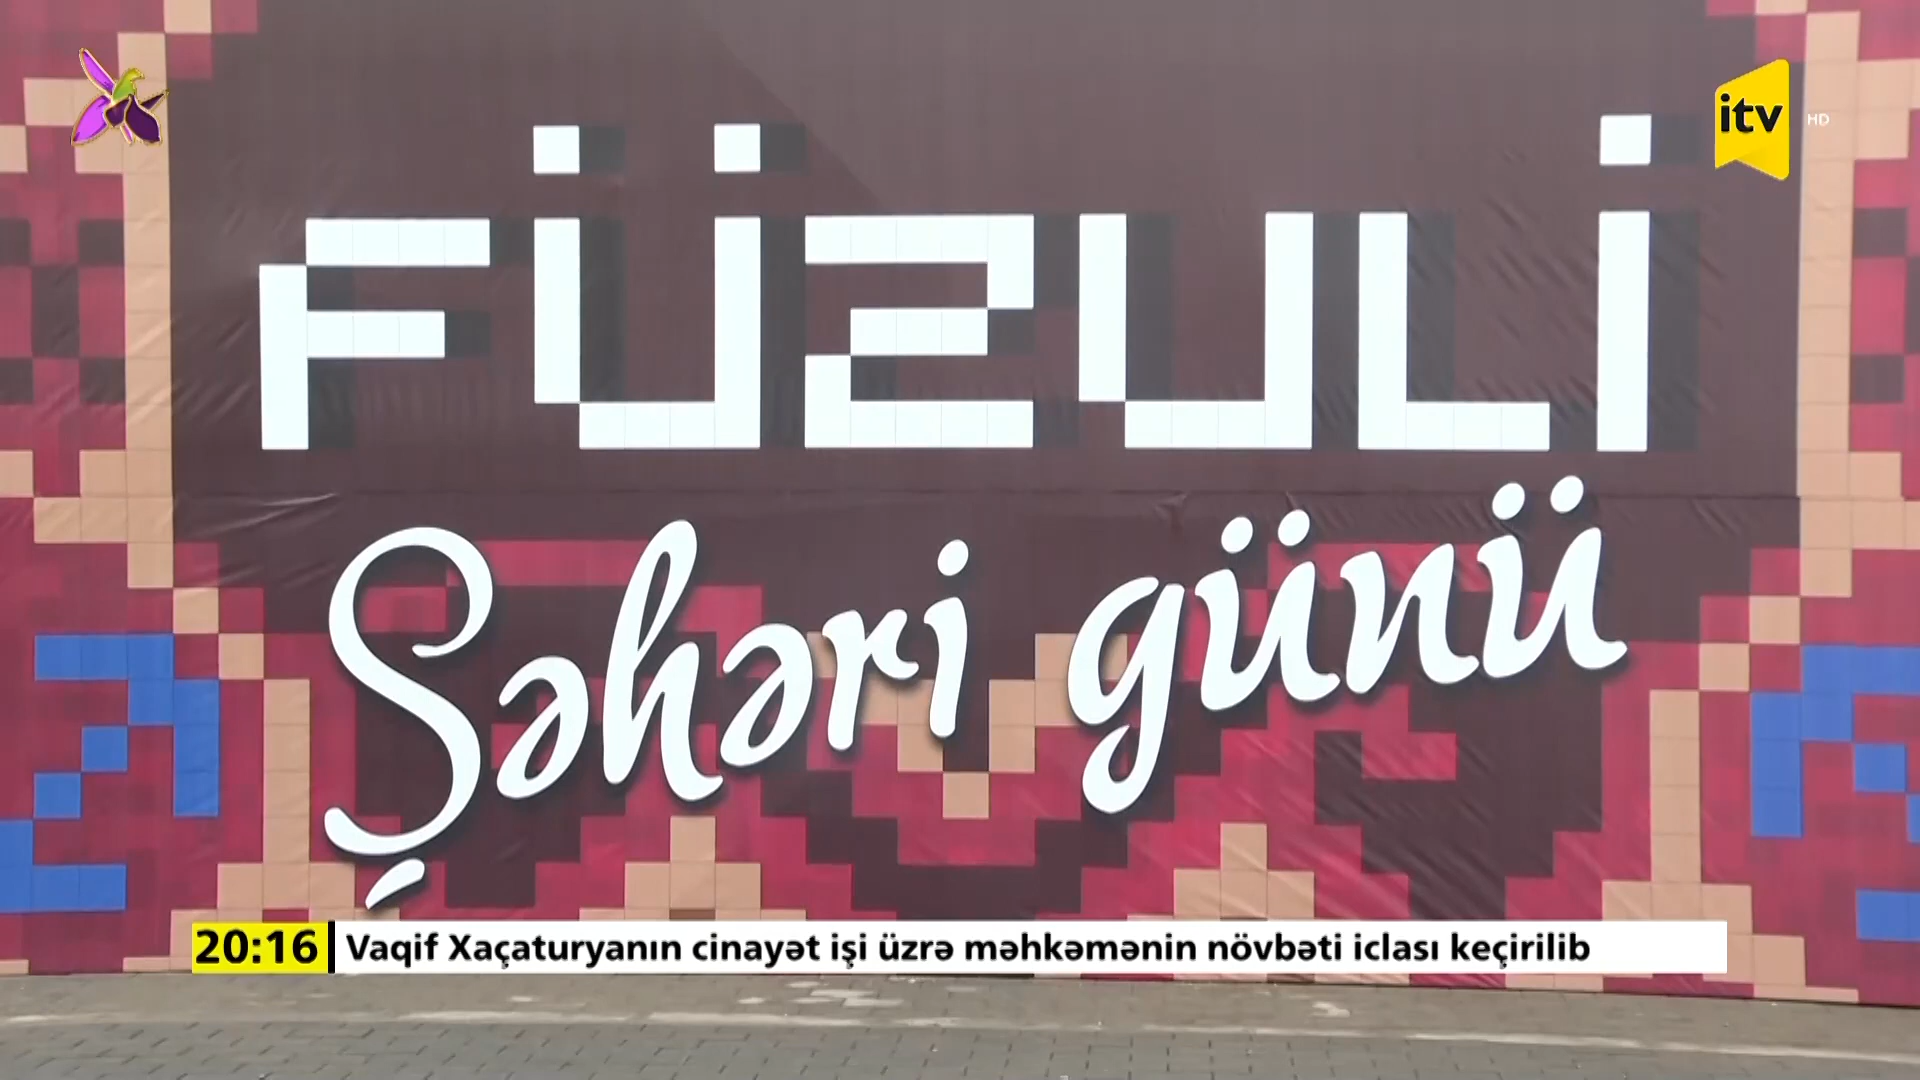 itv HD
FÜZULİ
Şəhəri günü
20:16 Vaqif Xaçaturyanın cinayət işi üzrə məhkəmənin növbəti iclası keçirilib